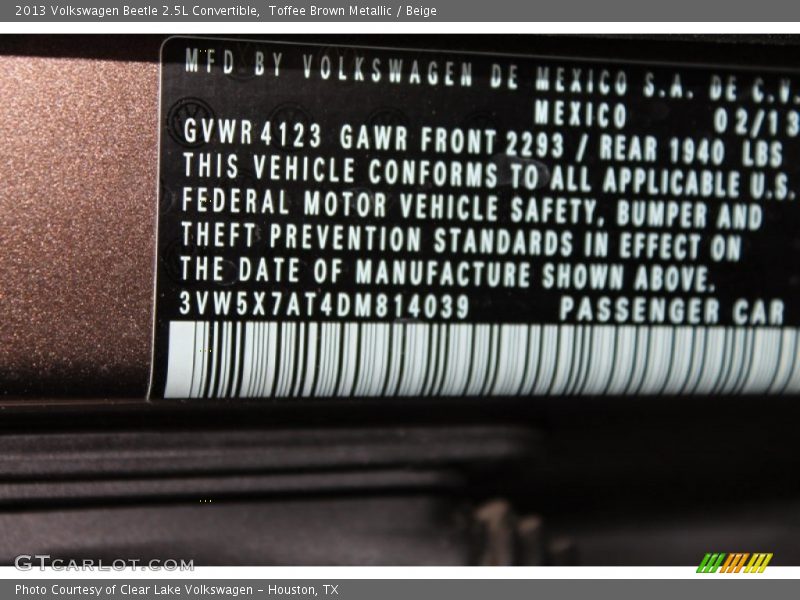 2013 Volkswagen Beetle 2.5L Convertible,  Toffee Brown Metallic / Beige
MFD BY VOLKSWAGEN DE MEXICO S.A. DE C.V.
MEXICO 02/13
GVWR 4123 GAWR FRONT 2293 / REAR 1940 LBS
THIS VEHICLE CONFORMS TO ALL APPLICABLE U.S.
FEDERAL MOTOR VEHICLE SAFETY, BUMPER AND
THEFT PREVENTION STANDARDS IN EFFECT ON
THE DATE OF MANUFACTURE SHOWN ABOVE.
3VW5X7AT4DM814039 PASSENGER CAR
GTCARLOT.COM
Photo Courtesy of Clear Lake Volkswagen – Houston, TX